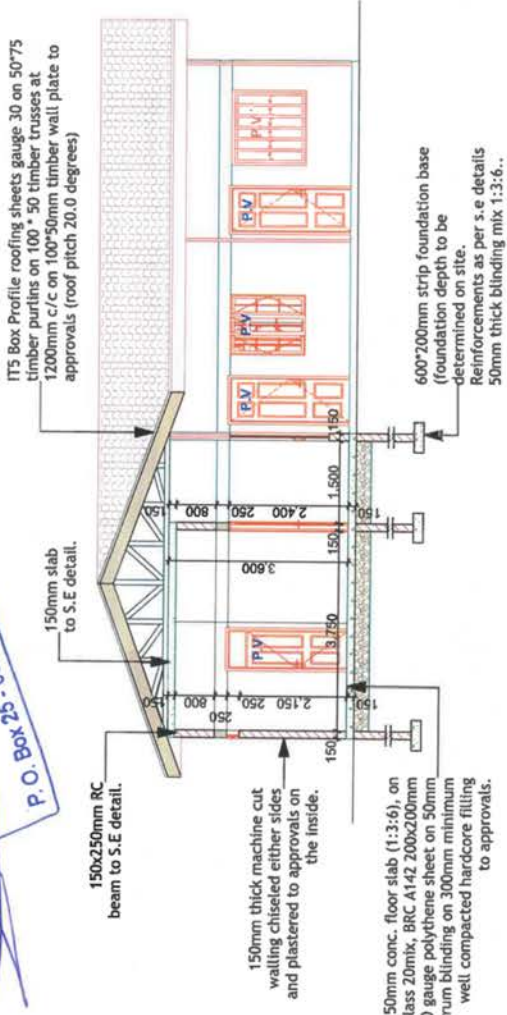 P. O. Box 25 -
150mm slab
to S.E detail.
IT5 Box Profile roofing sheets gauge 30 on 50*75
timber purlins on 100 * 50 timber trusses at
1200mm c/c on 100*50mm timber wall plate to
approvals (roof pitch 20.0 degrees)
150x250mm RC
beam to S.E detail.
150mm thick machine cut
walling chiseled either sides
and plastered to approvals on
the inside.
50mm conc. floor slab (1:3:6), on
lass 20mix, BRC A142 200x200mm
0 gauge polythene sheet on 50mm
rum blinding on 300mm minimum
well compacted hardcore filling
to approvals.
600*200mm strip foundation base
(foundation depth to be
determined on site.
Reinforcements as per s.e details
50mm thick blinding mix 1:3:6..
150
800
250
250
2,150
150
3,600
150
800
250
2,400
150
150
3,750
150
1,500
150
P.V
P.V
P.V
P.V
P.V